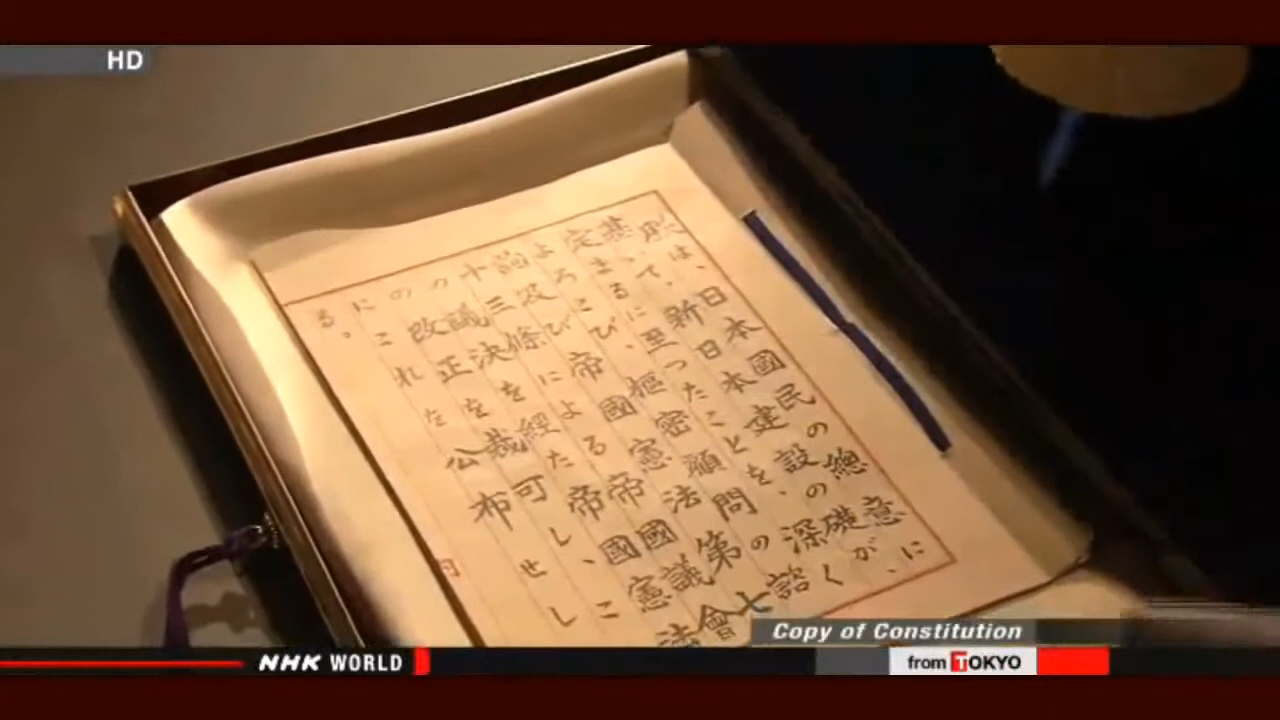 HD
朕は、日本國民の總意に
基いて、新日本建設の礎が、
定まるに至つたことを、深く
よろこび、樞密顧問の諮
詢及び帝國憲法第七
十三條による帝國議會
の議決を經た帝國憲法
の改正を裁可し、ここ
にこれを公布せし
る。
Copy of Constitution
NHK WORLD
from TOKYO